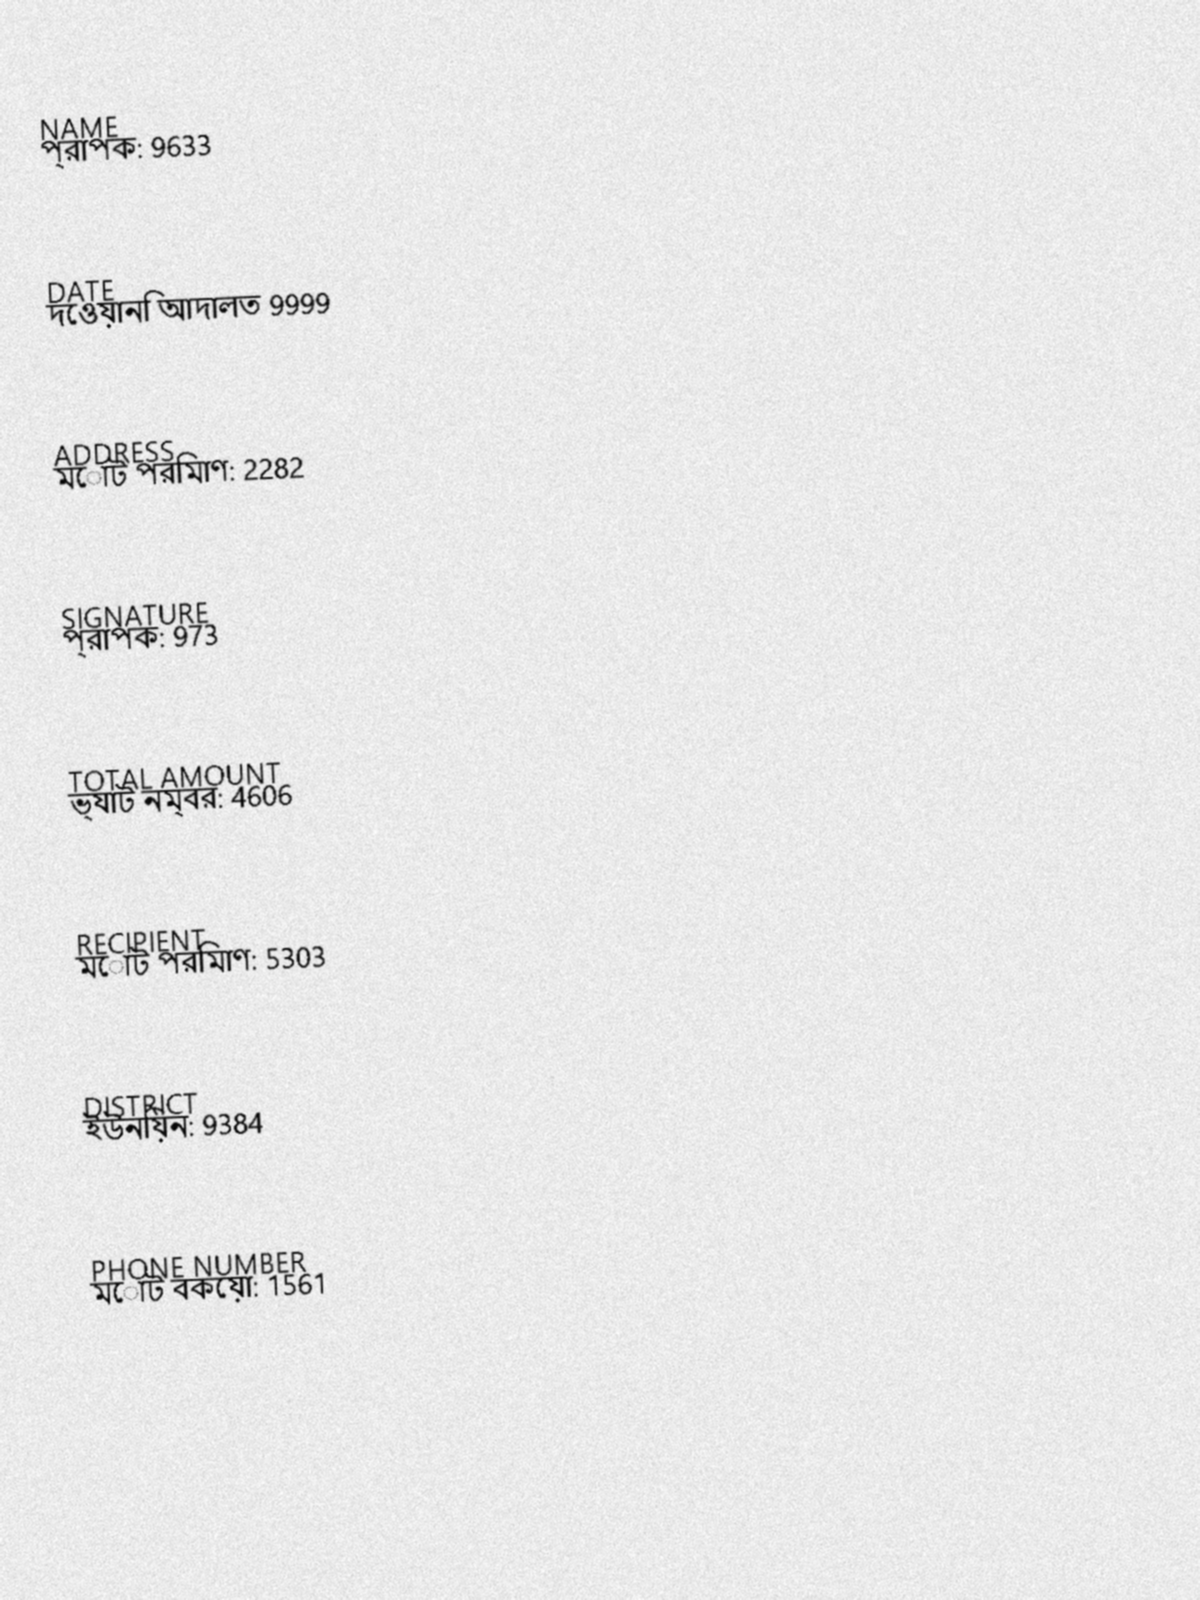 NAME
প্রাপক: 9633
DATE
দেওয়ানি আদালত 9999
ADDRESS
মোট পরিমাণ: 2282
SIGNATURE
প্রাপক: 973
TOTAL AMOUNT
ভ্যাট নম্বর: 4606
RECIPIENT
মোট পরিমাণ: 5303
DISTRICT
ইউনিয়ন: 9384
PHONE NUMBER
মোট বকেয়া: 1561